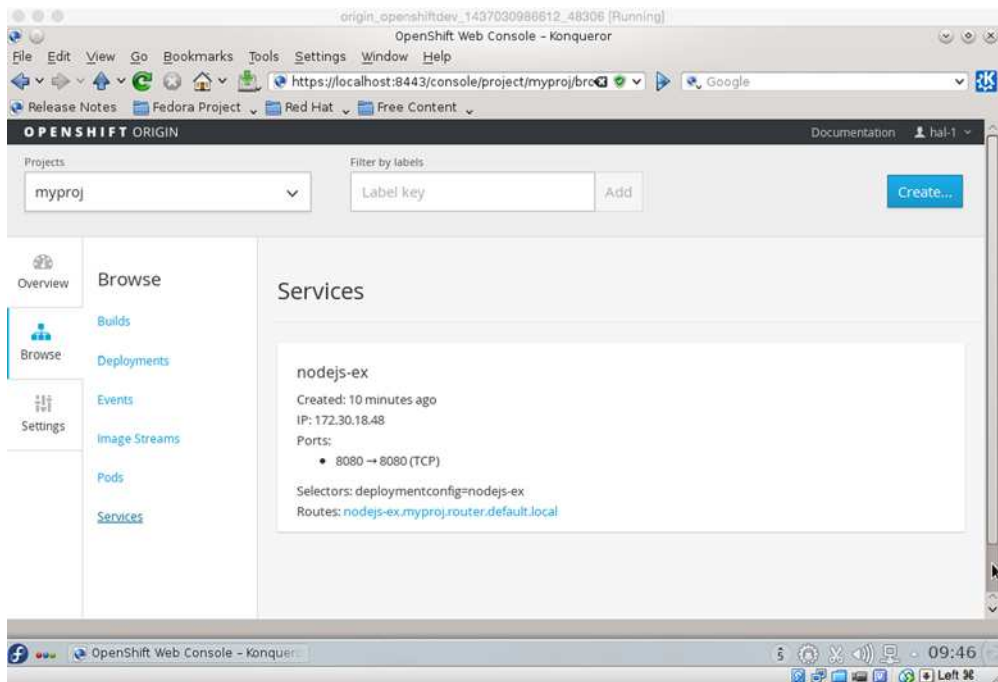 origin_openshiftdev_1437030986612_48306 [Running]
OpenShift Web Console – Konqueror
File Edit View Go Bookmarks Tools Settings Window Help
https://localhost:8443/console/project/myproj/bro
Google
Release Notes Fedora Project Red Hat Free Content
OPENSHIFT ORIGIN
Documentation hal-1
Projects
Filter by labels
myproj
Label key
Add
Create...
Overview
Browse
Settings
Browse
Builds
Deployments
Events
Image Streams
Pods
Services
Services
nodejs-ex
Created: 10 minutes ago
IP: 172.30.18.48
Ports:
• 8080 → 8080 (TCP)
Selectors: deploymentconfig=nodejs-ex
Routes: nodejs-ex.myproj.router.default.local
OpenShift Web Console – Konquer
09:46
Left ⌘